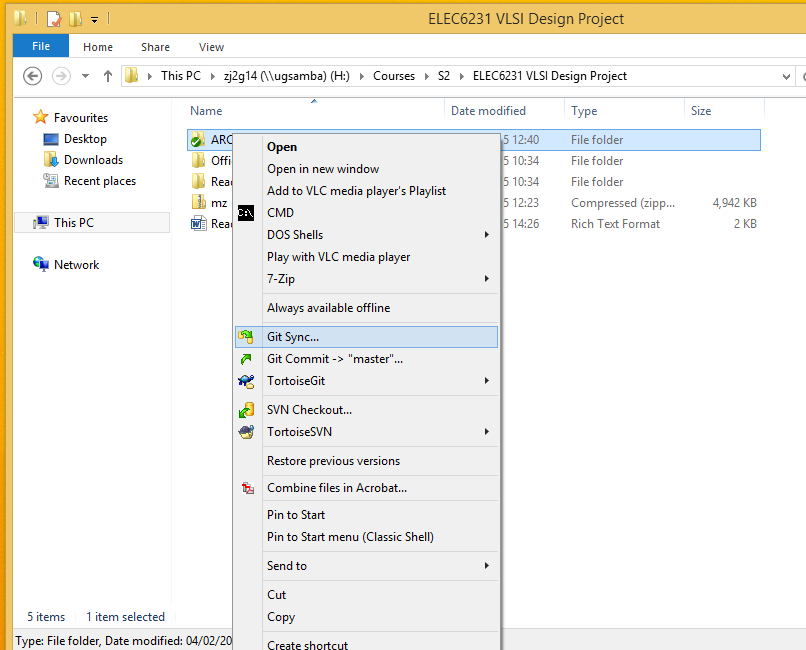 ELEC6231 VLSI Design Project
File Home Share View
This PC zj2g14 (\\ugsamba) (H:) Courses S2 ELEC6231 VLSI Design Project
Favourites
Desktop
Downloads
Recent places
This PC
Network
Name Date modified Type Size
ARC 5 12:40 File folder
Offi 5 10:34 File folder
Read 5 10:34 File folder
mz 5 12:23 Compressed (zipp... 4,942 KB
Read 5 14:26 Rich Text Format 2 KB
Open
Open in new window
Add to VLC media player's Playlist
C:\ CMD
DOS Shells
Play with VLC media player
7-Zip
Always available offline
Git Sync...
Git Commit -> "master"...
TortoiseGit
SVN Checkout...
TortoiseSVN
Restore previous versions
Combine files in Acrobat...
Pin to Start
Pin to Start menu (Classic Shell)
Send to
Cut
Copy
Create shortcut
5 items 1 item selected
Type: File folder, Date modified: 04/02/20